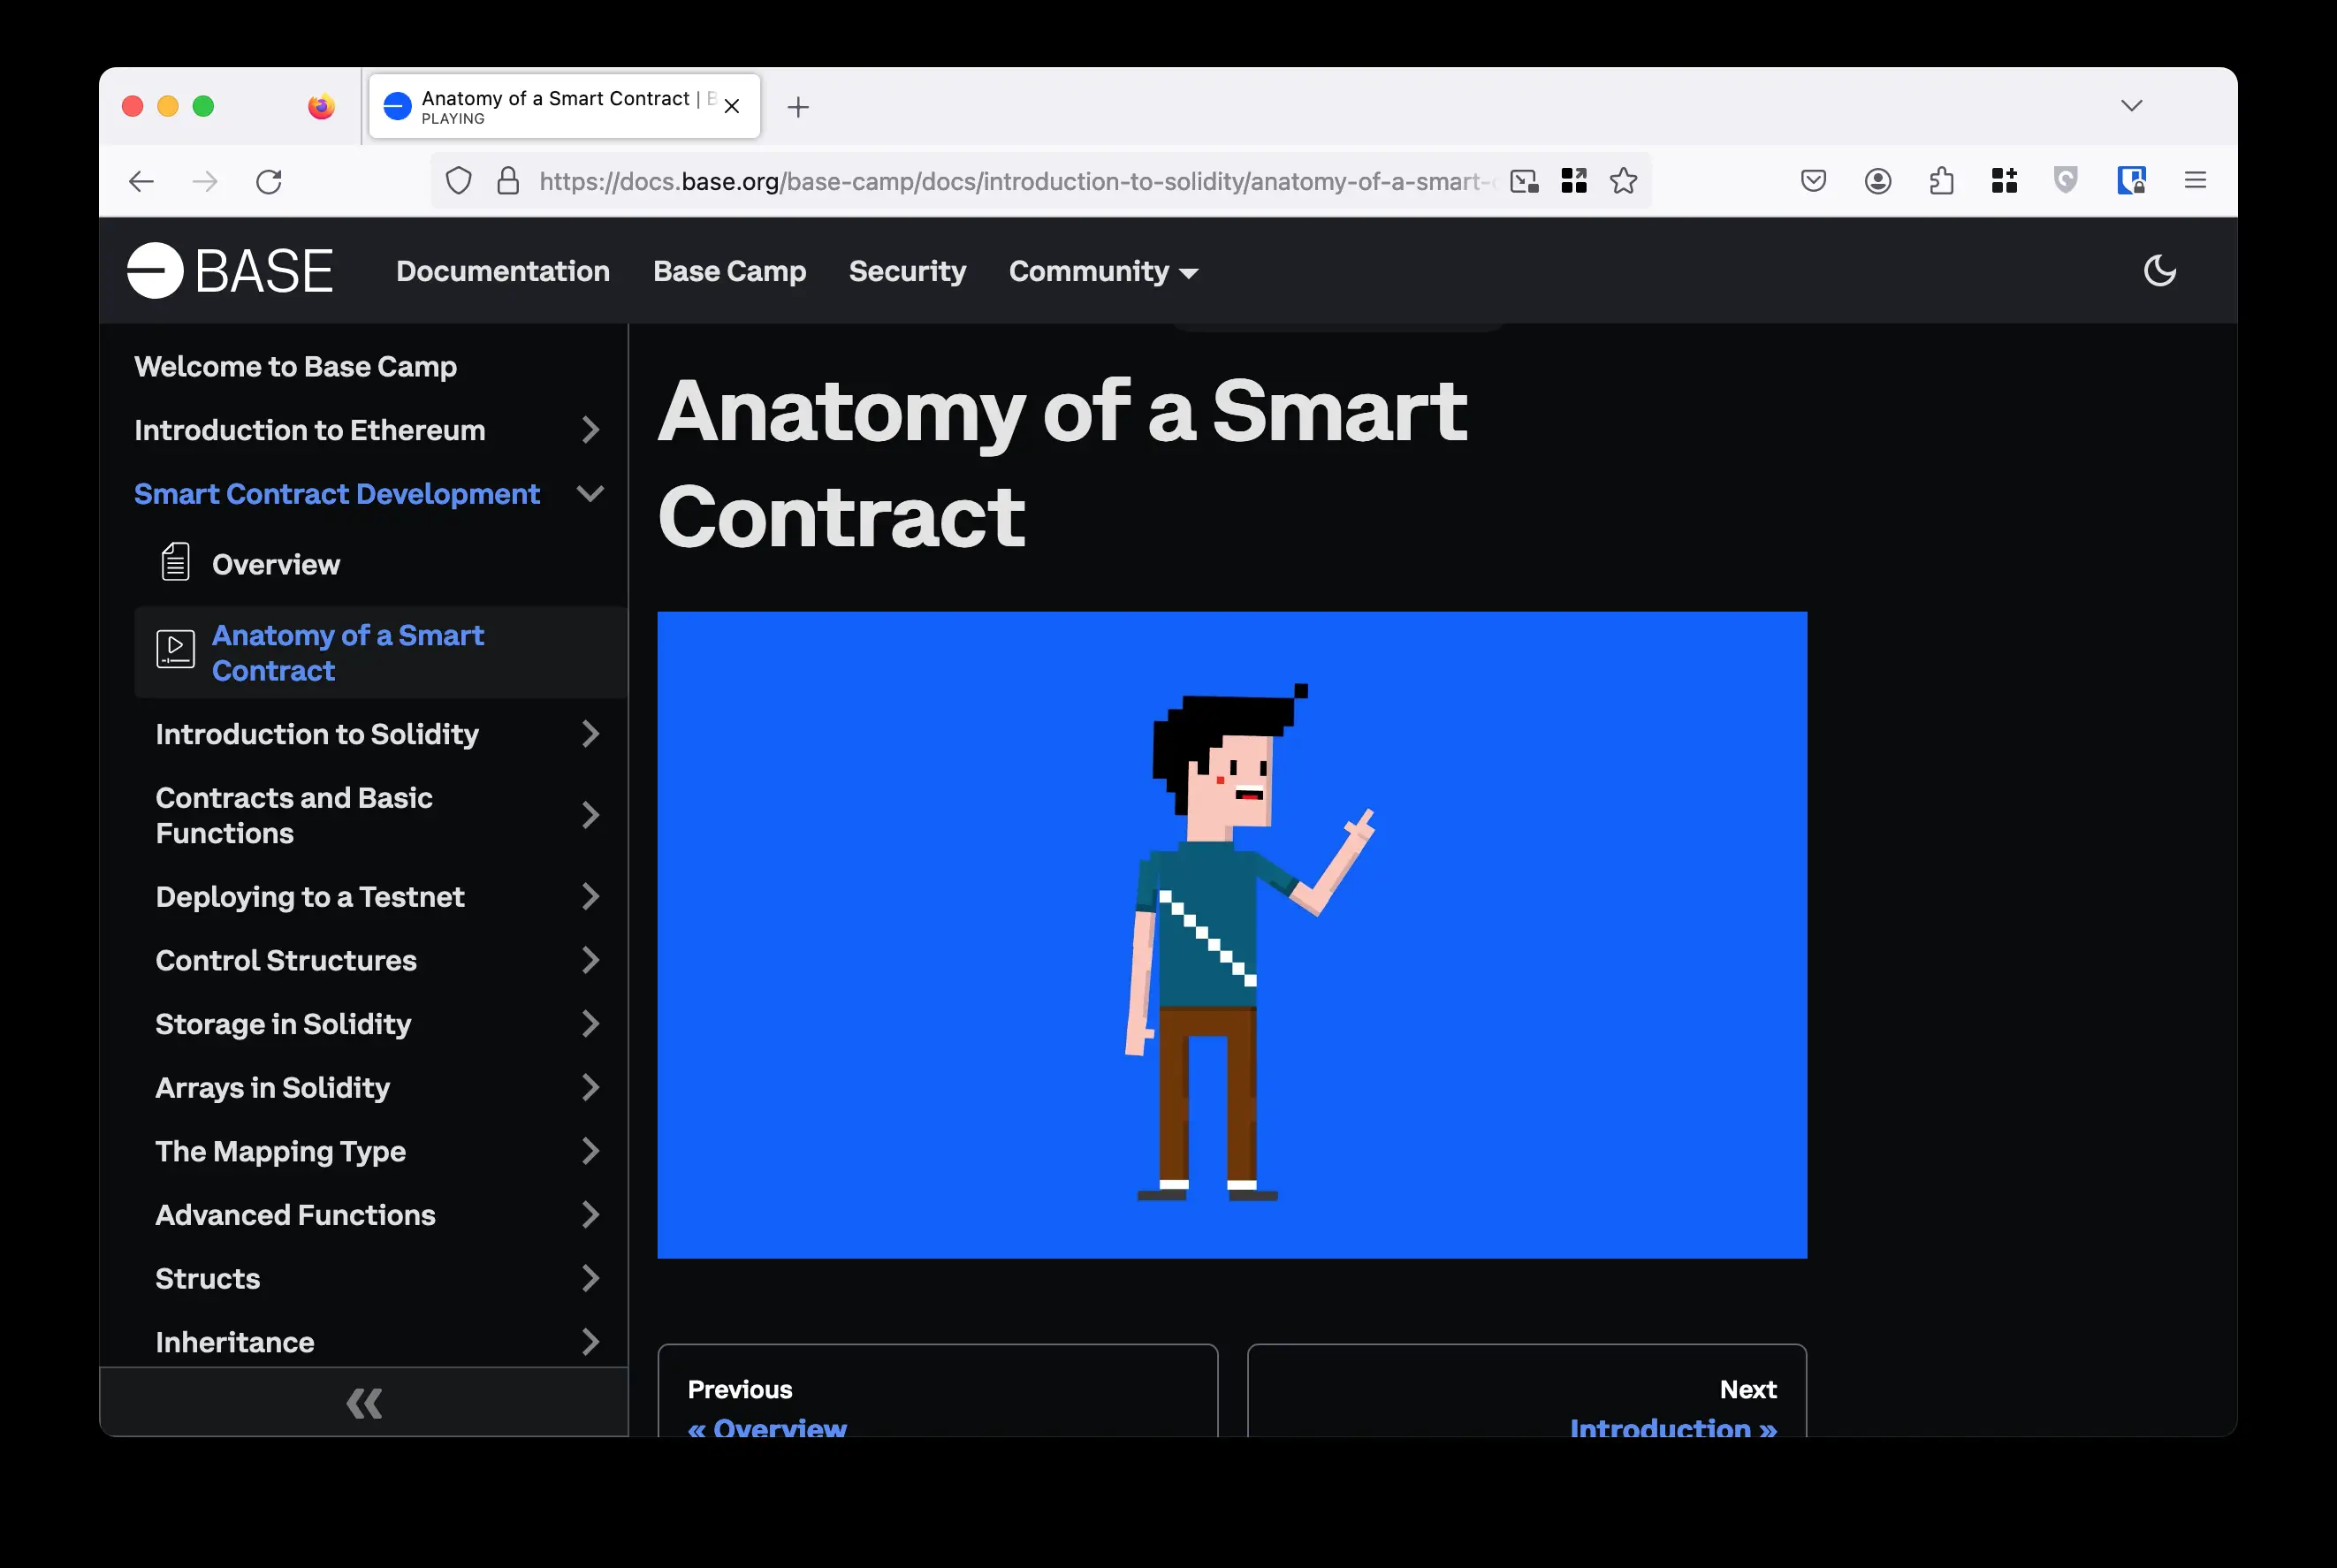 Anatomy of a Smart Contract | B
PLAYING
https://docs.base.org/base-camp/docs/introduction-to-solidity/anatomy-of-a-smart-
BASE
Documentation
Base Camp
Security
Community
Welcome to Base Camp
Introduction to Ethereum
Smart Contract Development
Overview
Anatomy of a Smart
Contract
Introduction to Solidity
Contracts and Basic
Functions
Deploying to a Testnet
Control Structures
Storage in Solidity
Arrays in Solidity
The Mapping Type
Advanced Functions
Structs
Inheritance
Anatomy of a Smart
Contract
Previous
« Overview
Next
Introduction »